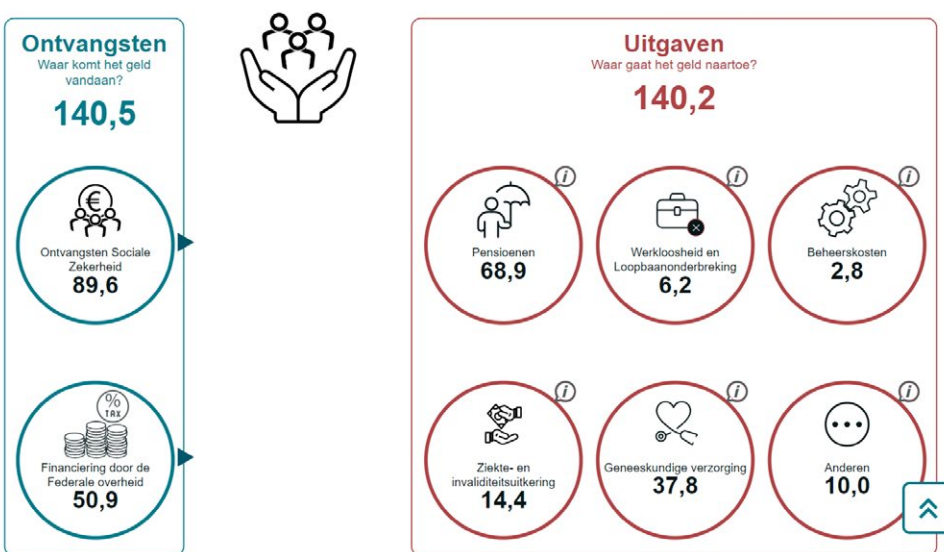 Ontvangsten
Waar komt het geld
vandaan?
140,5
€
Ontvangsten Sociale
Zekerheid
89,6
%
TAX
Financiering door de
Federale overheid
50,9
Uitgaven
Waar gaat het geld naartoe?
140,2
i
Pensioenen
68,9
i
Werkloosheid en
Loopbaanonderbreking
6,2
i
Beheerskosten
2,8
i
Ziekte- en
invaliditeitsuitkering
14,4
i
Geneeskundige verzorging
37,8
i
Anderen
10,0